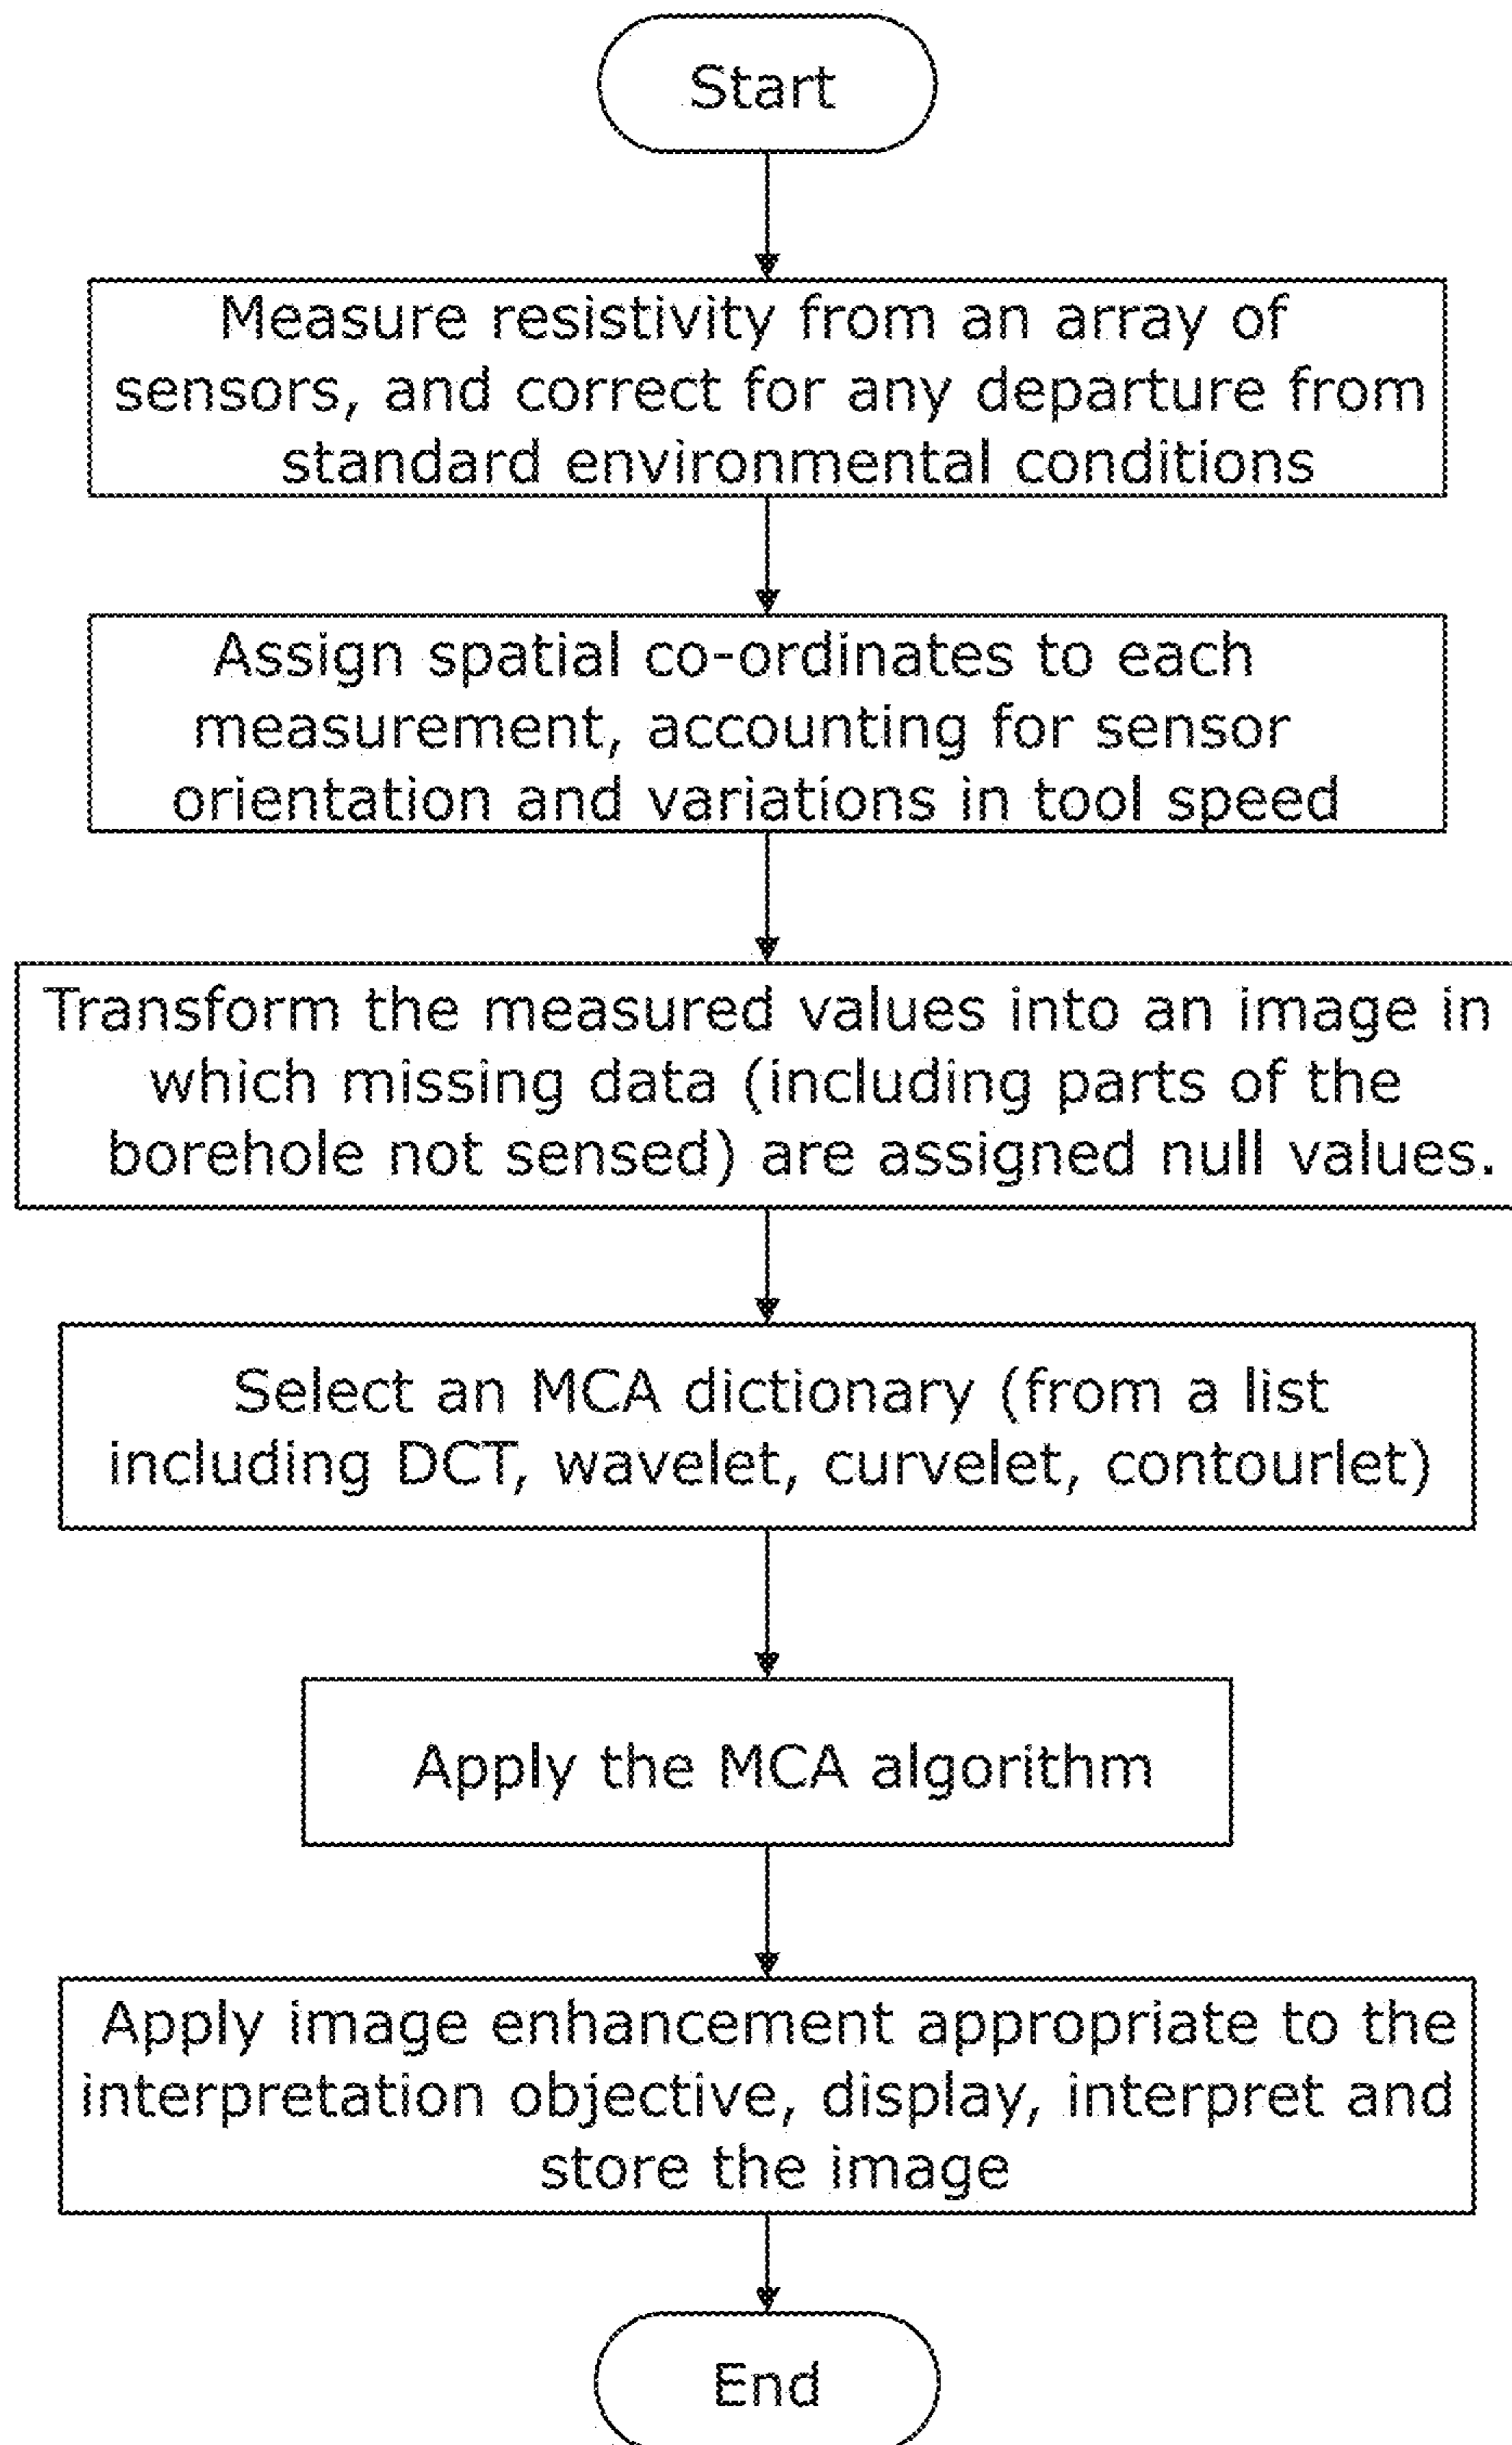 Start
Measure resistivity from an array of
sensors, and correct for any departure from
standard environmental conditions
Assign spatial co-ordinates to each
measurement, accounting for sensor
orientation and variations in tool speed
Transform the measured values into an image in
which missing data (including parts of the
borehole not sensed) are assigned null values.
Select an MCA dictionary (from a list
including DCT, wavelet, curvelet, contourlet)
Apply the MCA algorithm
Apply image enhancement appropriate to the
interpretation objective, display, interpret and
store the image
End